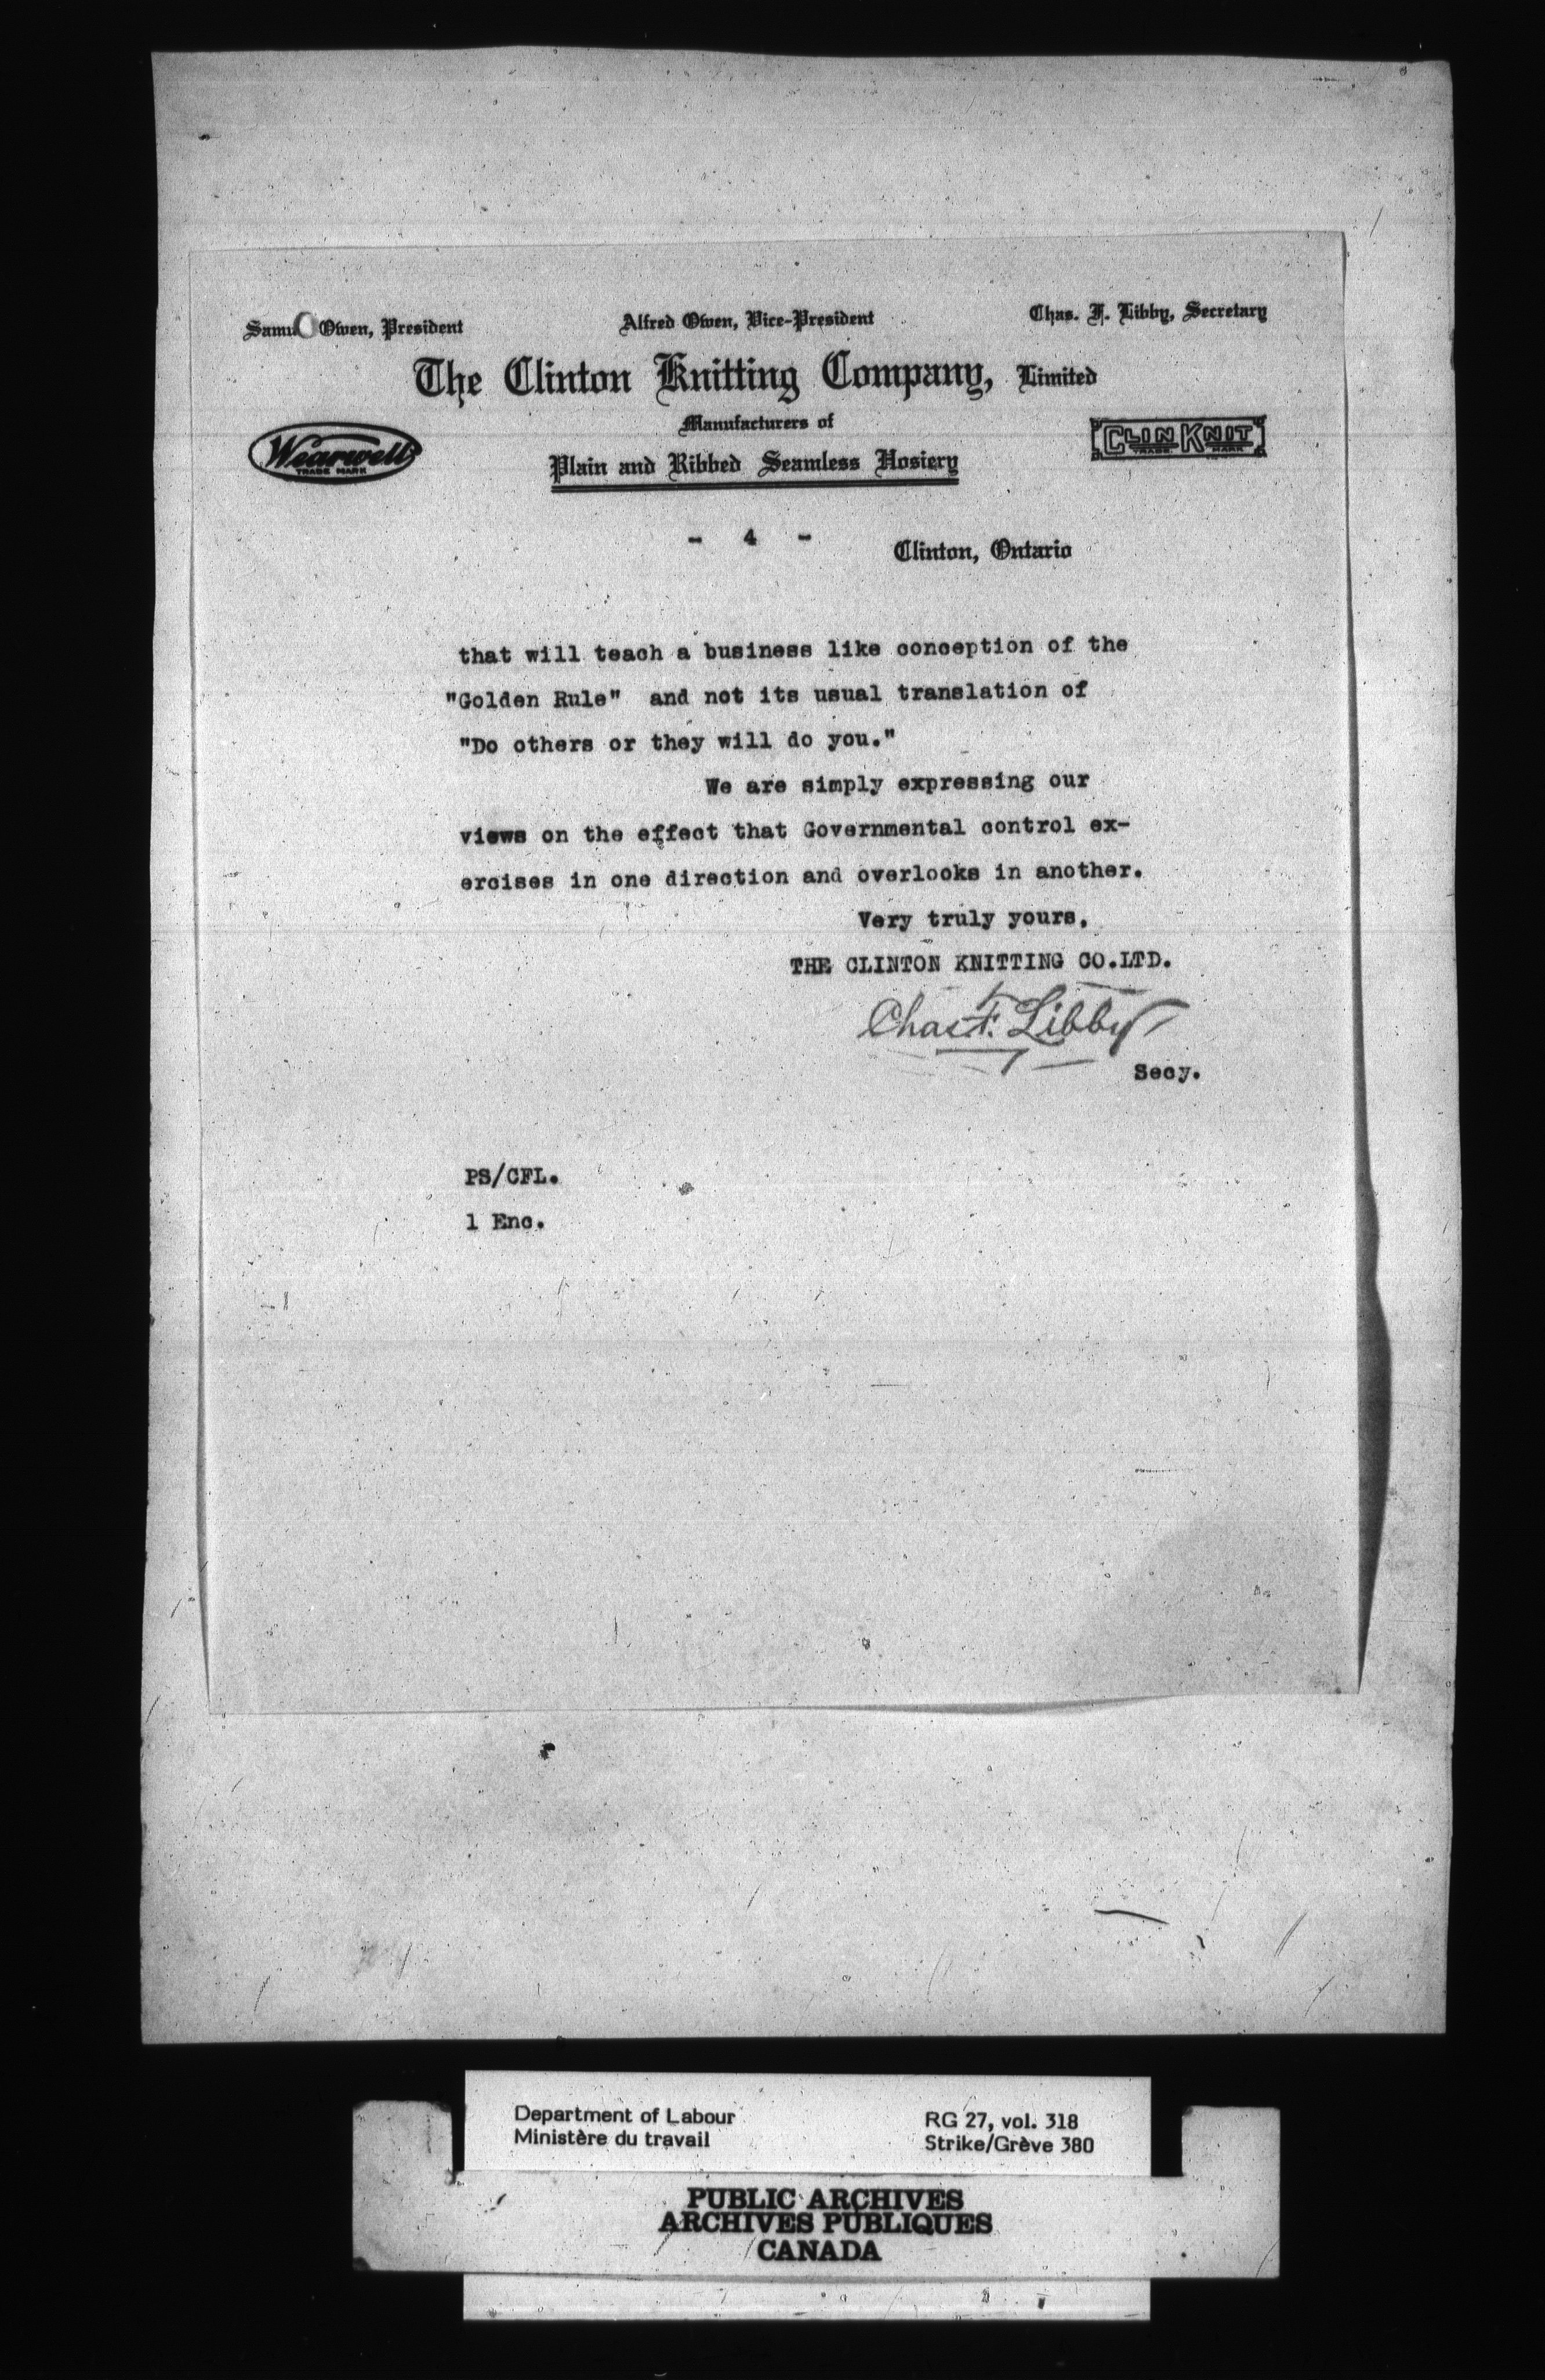 Samu Owen, President
Alfred Owen, Vice-President
Chas. F. Libby, Secretary
The Clinton Knitting Company, Limited
Manufacturers of
Wearwell
TRADE MARK
CLINKNIT
TRADE MARK
Plain and Ribbed Seamless Hosiery
- 4 -
Clinton, Ontario
that will teach a business like conception of the
"Golden Rule" and not its usual translation of
"Do others or they will do you."
We are simply expressing our
views on the effect that Governmental control ex-
ercises in one direction and overlooks in another.
Very truly yours,
THE CLINTON KNITTING CO.LTD.
Chas F. Libby
Secy.
PS/CFL.
1 Enc.
Department of Labour
Ministère du travail
RG 27, vol. 318
Strike/Grève 380
PUBLIC ARCHIVES
ARCHIVES PUBLIQUES
CANADA